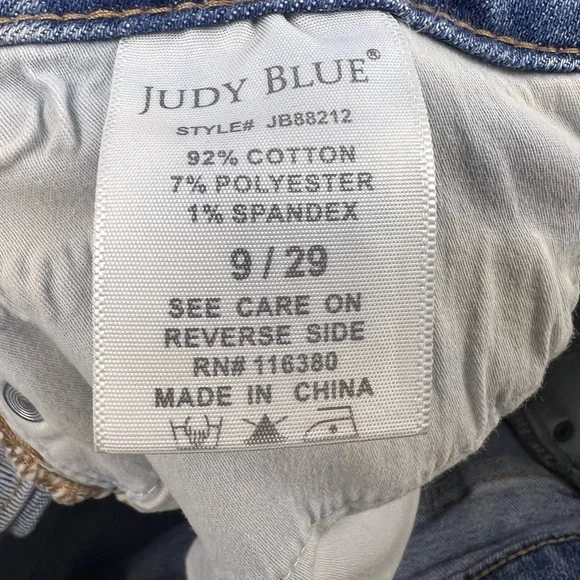 JUDY BLUE®
STYLE# JB88212
92% COTTON
7% POLYESTER
1% SPANDEX
9 / 29
SEE CARE ON
REVERSE SIDE
RN# 116380
MADE IN CHINA